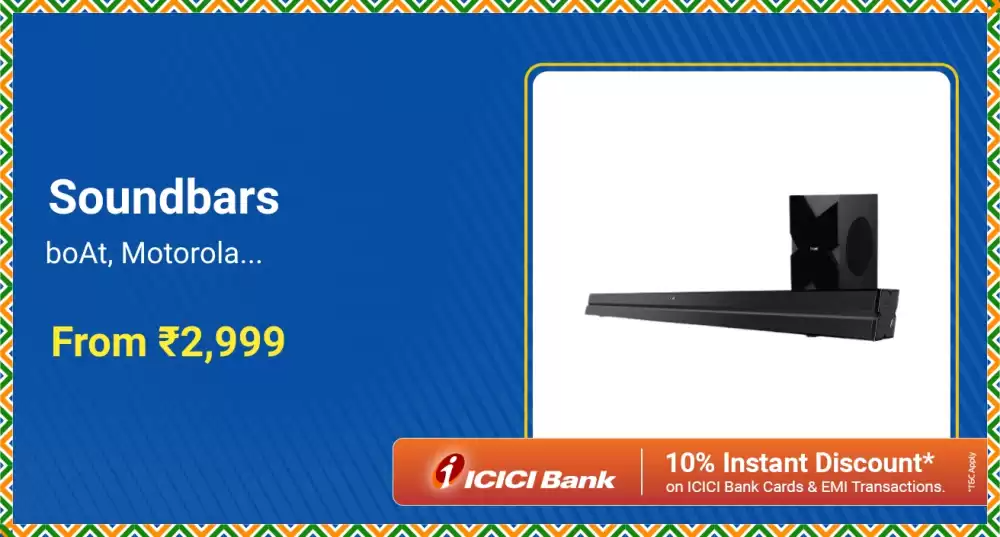 Soundbars
boAt, Motorola...
From ₹2,999
ICICI Bank
10% Instant Discount*
on ICICI Bank Cards & EMI Transactions.
*T&C Apply